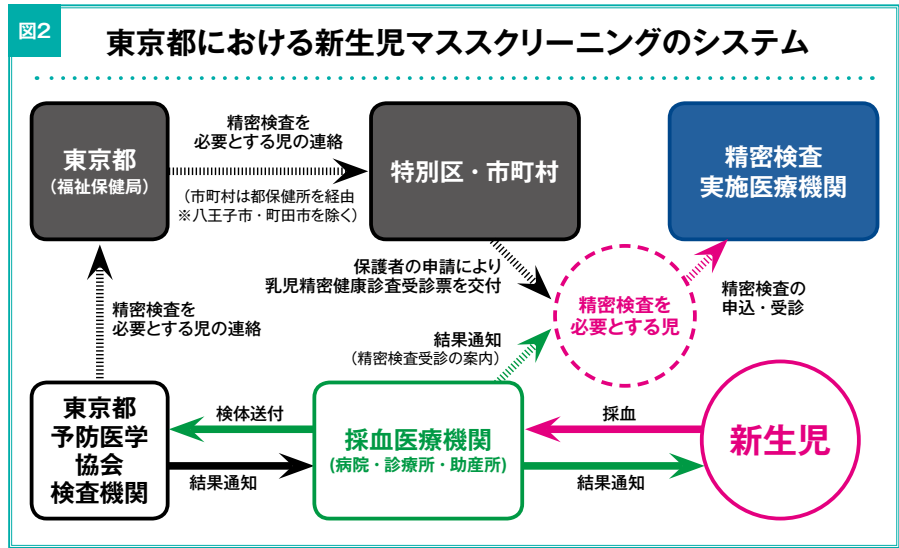 図2
東京都における新生児マススクリーニングのシステム
東京都
（福祉保健局）
精密検査を
必要とする児の連絡
（市町村は都保健所を経由
※八王子市・町田市を除く）
特別区・市町村
精密検査
実施医療機関
保護者の申請により
乳児精密健康診査受診票を交付
精密検査を
必要とする児
精密検査の
申込・受診
精密検査を
必要とする児の連絡
結果通知
（精密検査受診の案内）
東京都
予防医学
協会
検査機関
検体送付
結果通知
採血医療機関
(病院・診療所・助産所)
採血
結果通知
新生児